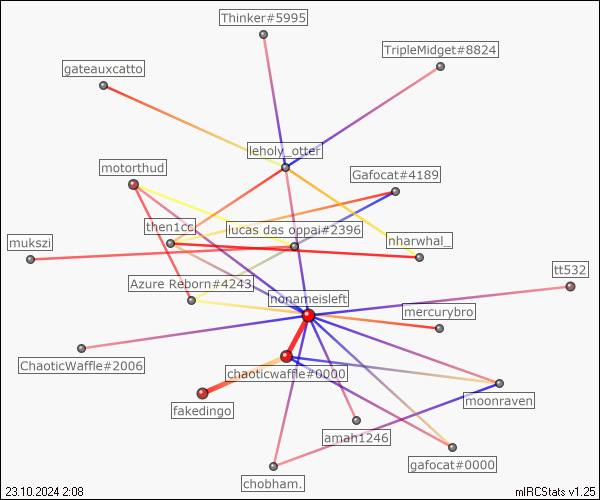 Thinker#5995
TripleMidget#8824
gateauxcatto
leholy_otter
motorthud
Gafocat#4189
then1cc
lucas das oppai#2396
mukszi
nharwhal_
tt532
Azure Reborn#4243
nonameisleft
mercurybro
ChaoticWaffle#2006
chaoticwaffle#0000
moonraven
fakedingo
amah1246
gafocat#0000
chobham.
23.10.2024 2:08
mIRCStats v1.25